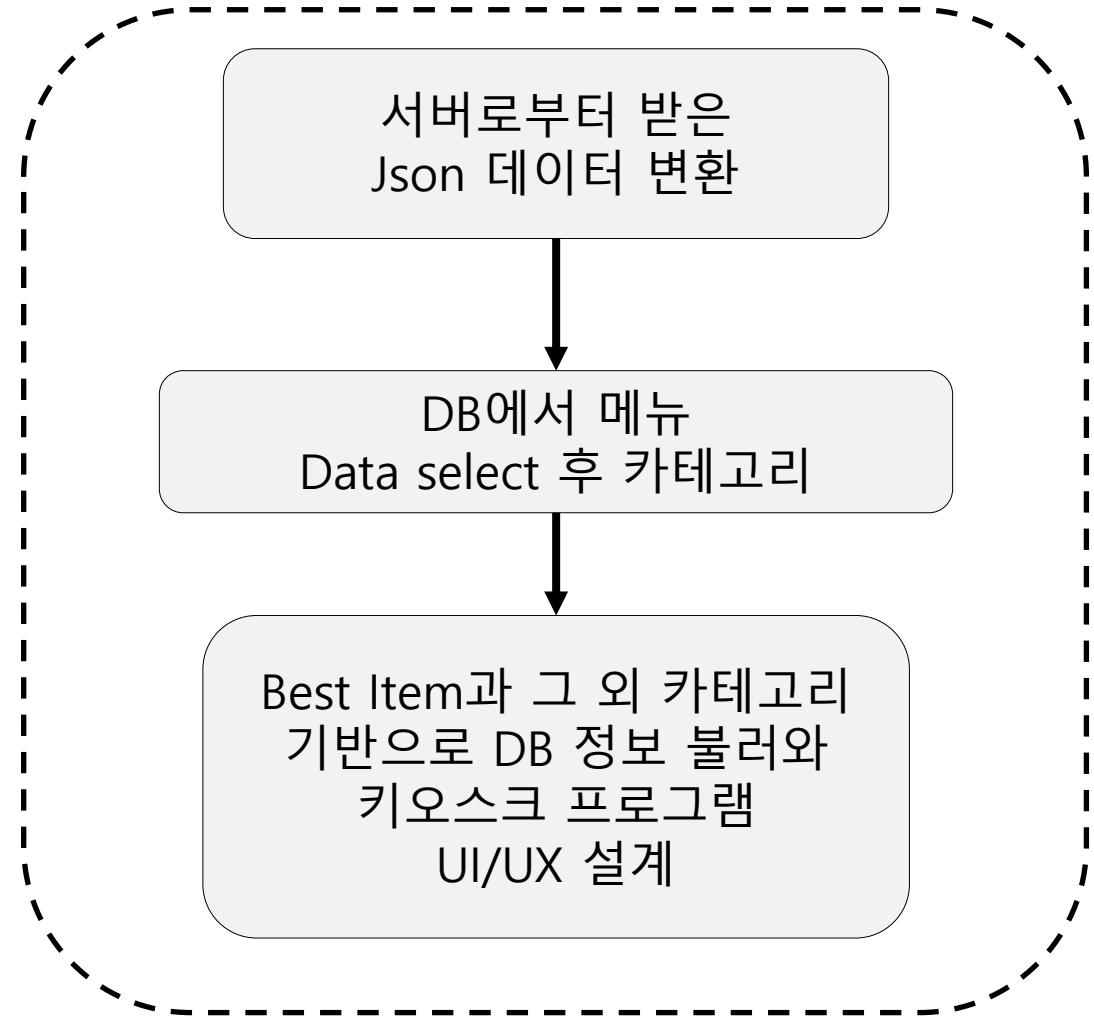 서버로부터 받은
Json 데이터 변환
DB에서 메뉴
Data select 후 카테고리
Best Item과 그 외 카테고리
기반으로 DB 정보 불러와
키오스크 프로그램
UI/UX 설계